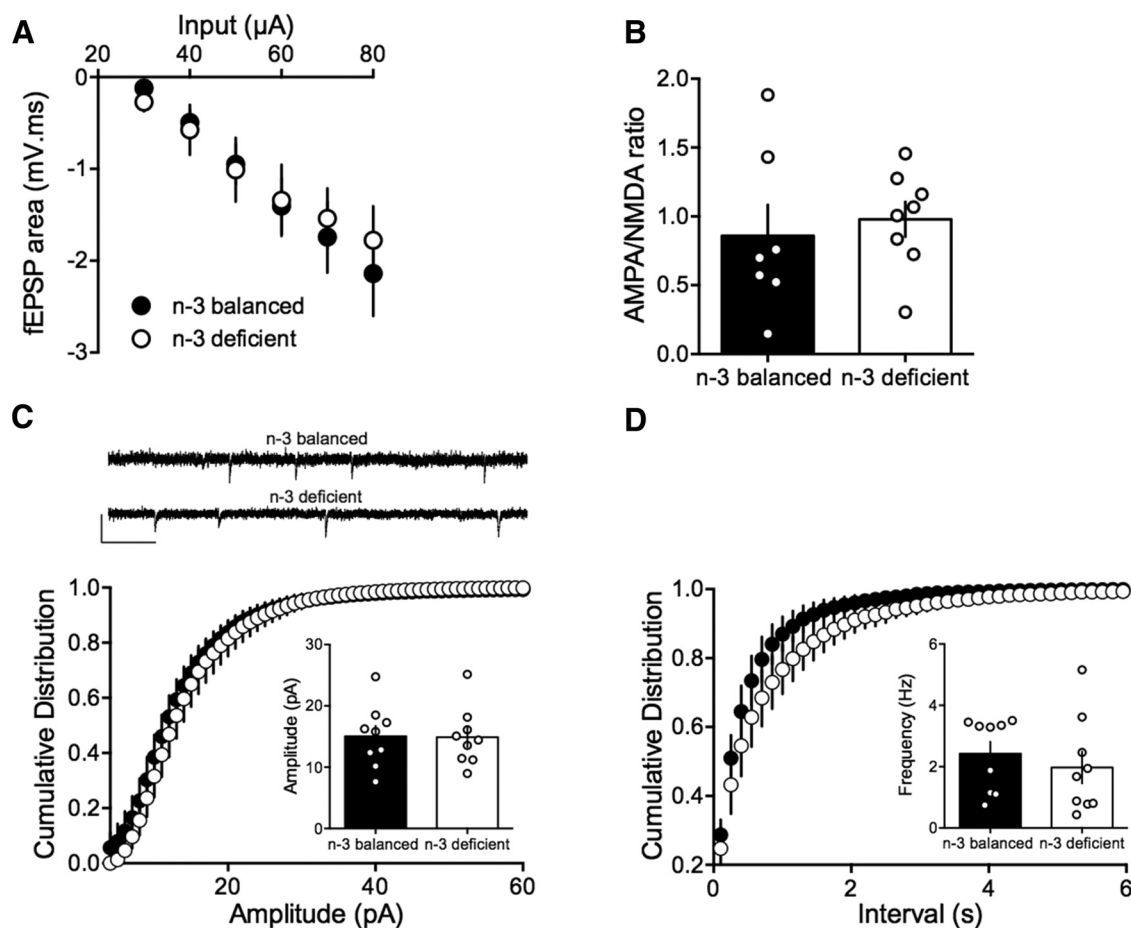 A
Input (µA)
20 40 60 80
0
-1
-2
-3
fEPSP area (mV.ms)
n-3 balanced
n-3 deficient
B
2.0
1.5
1.0
0.5
0.0
AMPA/NMDA ratio
n-3 balanced n-3 deficient
C
n-3 balanced
n-3 deficient
1.0
0.8
0.6
0.4
0.2
0.0
Cumulative Distribution
20 40 60
Amplitude (pA)
30
20
10
0
Amplitude (pA)
n-3 balanced n-3 deficient
D
1.0
0.8
0.6
0.4
0.2
Cumulative Distribution
0 2 4 6
Interval (s)
6
4
2
0
Frequency (Hz)
n-3 balanced n-3 deficient